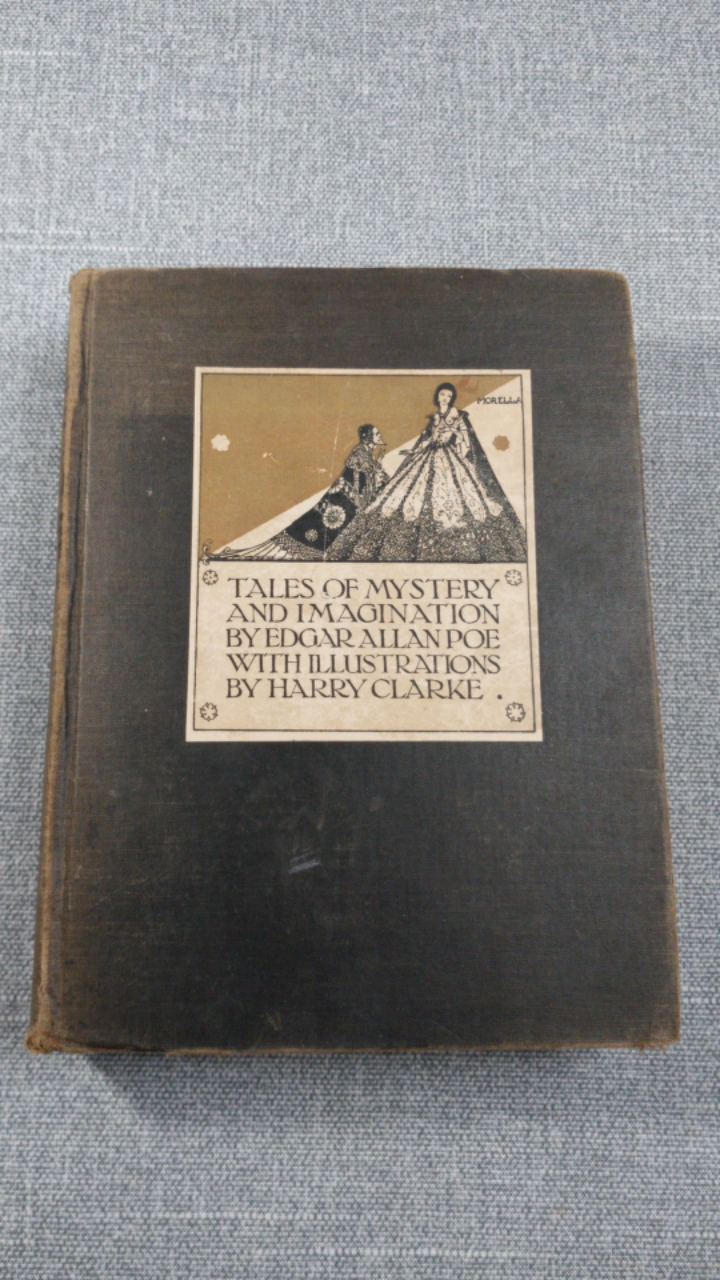 MORELLA
TALES OF MYSTERY
AND IMAGINATION
BY EDGAR ALLAN POE
WITH ILLUSTRATIONS
BY HARRY CLARKE .